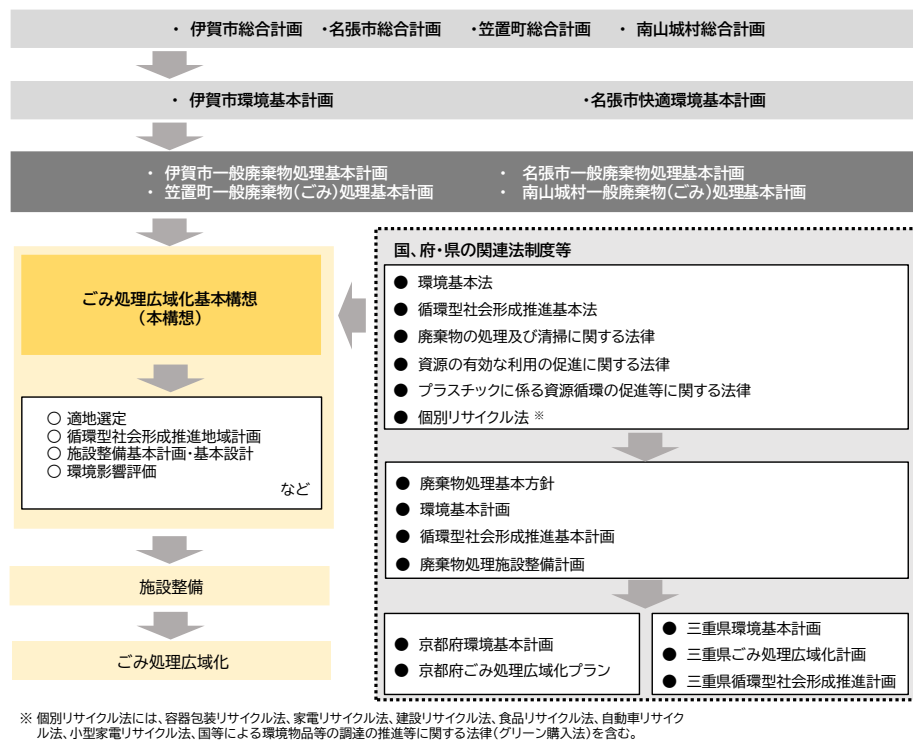 ・ 伊賀市総合計画 ・名張市総合計画 ・笠置町総合計画 ・ 南山城村総合計画
・ 伊賀市環境基本計画 ・名張市快適環境基本計画
・ 伊賀市一般廃棄物処理基本計画 ・ 名張市一般廃棄物処理基本計画
・ 笠置町一般廃棄物(ごみ)処理基本計画 ・ 南山城村一般廃棄物(ごみ)処理基本計画
ごみ処理広域化基本構想
(本構想)
○ 適地選定
○ 循環型社会形成推進地域計画
○ 施設整備基本計画・基本設計
○ 環境影響評価
など
施設整備
ごみ処理広域化
国、府・県の関連法制度等
● 環境基本法
● 循環型社会形成推進基本法
● 廃棄物の処理及び清掃に関する法律
● 資源の有効な利用の促進に関する法律
● プラスチックに係る資源循環の促進等に関する法律
● 個別リサイクル法 ※
● 廃棄物処理基本方針
● 環境基本計画
● 循環型社会形成推進基本計画
● 廃棄物処理施設整備計画
● 京都府環境基本計画
● 京都府ごみ処理広域化プラン
● 三重県環境基本計画
● 三重県ごみ処理広域化計画
● 三重県循環型社会形成推進計画
※ 個別リサイクル法には、容器包装リサイクル法、家電リサイクル法、建設リサイクル法、食品リサイクル法、自動車リサイク
ル法、小型家電リサイクル法、国等による環境物品等の調達の推進等に関する法律(グリーン購入法)を含む。